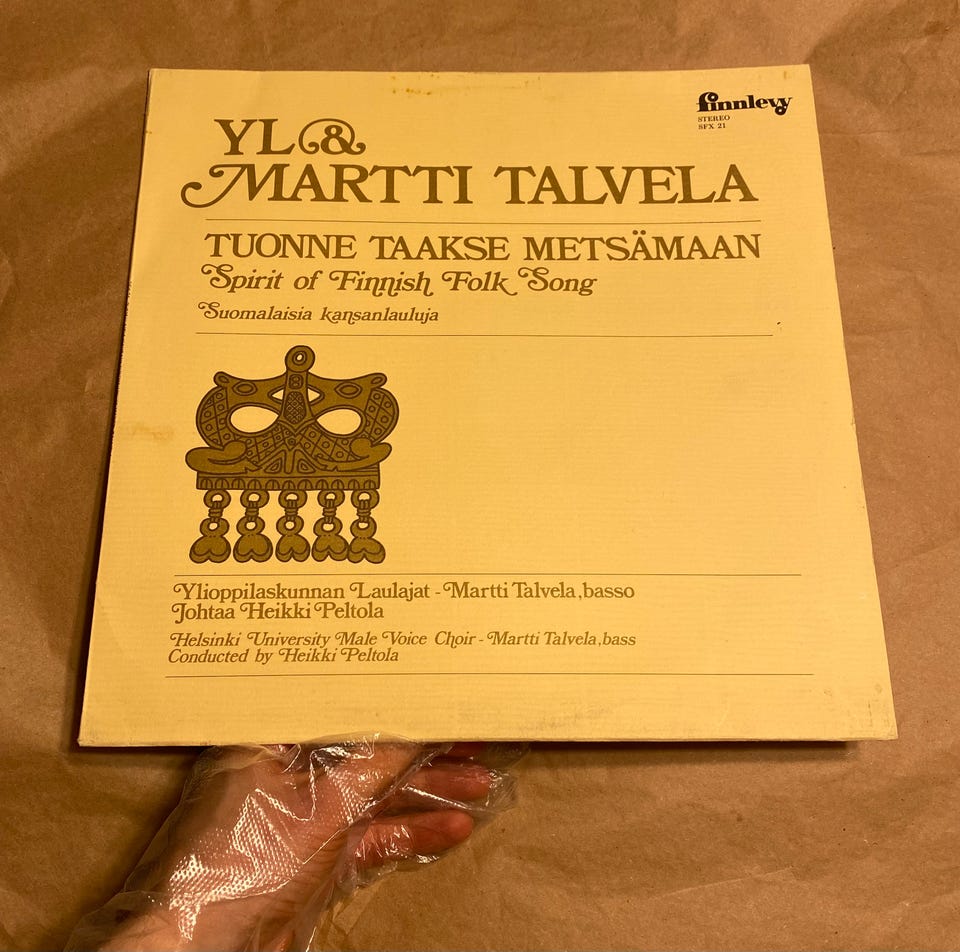 finnlevy
STEREO
SFX 21
YL &
MARTTI TALVELA
TUONNE TAAKSE METSÄMAAN
Spirit of Finnish Folk Song
Suomalaisia kansanlauluja
Ylioppilaskunnan Laulajat - Martti Talvela, basso
Johtaa Heikki Peltola
Helsinki University Male Voice Choir - Martti Talvela, bass
Conducted by Heikki Peltola